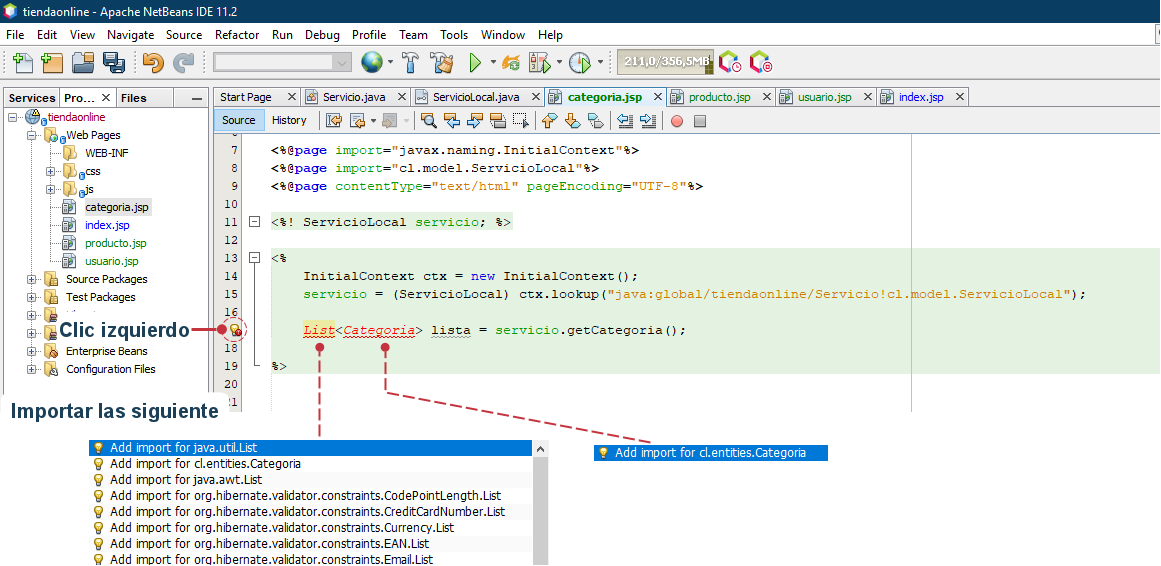 tiendaonline - Apache NetBeans IDE 11.2
File Edit View Navigate Source Refactor Run Debug Profile Team Tools Window Help
211,0/356,5MB
Services Pro... Files
Start Page Servicio.java ServicioLocal.java categoria.jsp producto.jsp usuario.jsp index.jsp
Source History
tiendaonline
Web Pages
WEB-INF
css
js
categoria.jsp
index.jsp
producto.jsp
usuario.jsp
Source Packages
Test Packages
Clic izquierdo
Enterprise Beans
Configuration Files
7 <%@page import="javax.naming.InitialContext"%>
8 <%@page import="cl.model.ServicioLocal"%>
9 <%@page contentType="text/html" pageEncoding="UTF-8"%>
10
11 <%! ServicioLocal servicio; %>
12
13 <%
14 InitialContext ctx = new InitialContext();
15 servicio = (ServicioLocal) ctx.lookup("java:global/tiendaonline/Servicio!cl.model.ServicioLocal");
16
List<Categoria> lista = servicio.getCategoria();
18
19 %>
20
21
Importar las siguiente
Add import for java.util.List
Add import for cl.entities.Categoria
Add import for java.awt.List
Add import for org.hibernate.validator.constraints.CodePointLength.List
Add import for org.hibernate.validator.constraints.CreditCardNumber.List
Add import for org.hibernate.validator.constraints.Currency.List
Add import for org.hibernate.validator.constraints.EAN.List
Add import for org.hibernate.validator.constraints.Email.List
Add import for cl.entities.Categoria